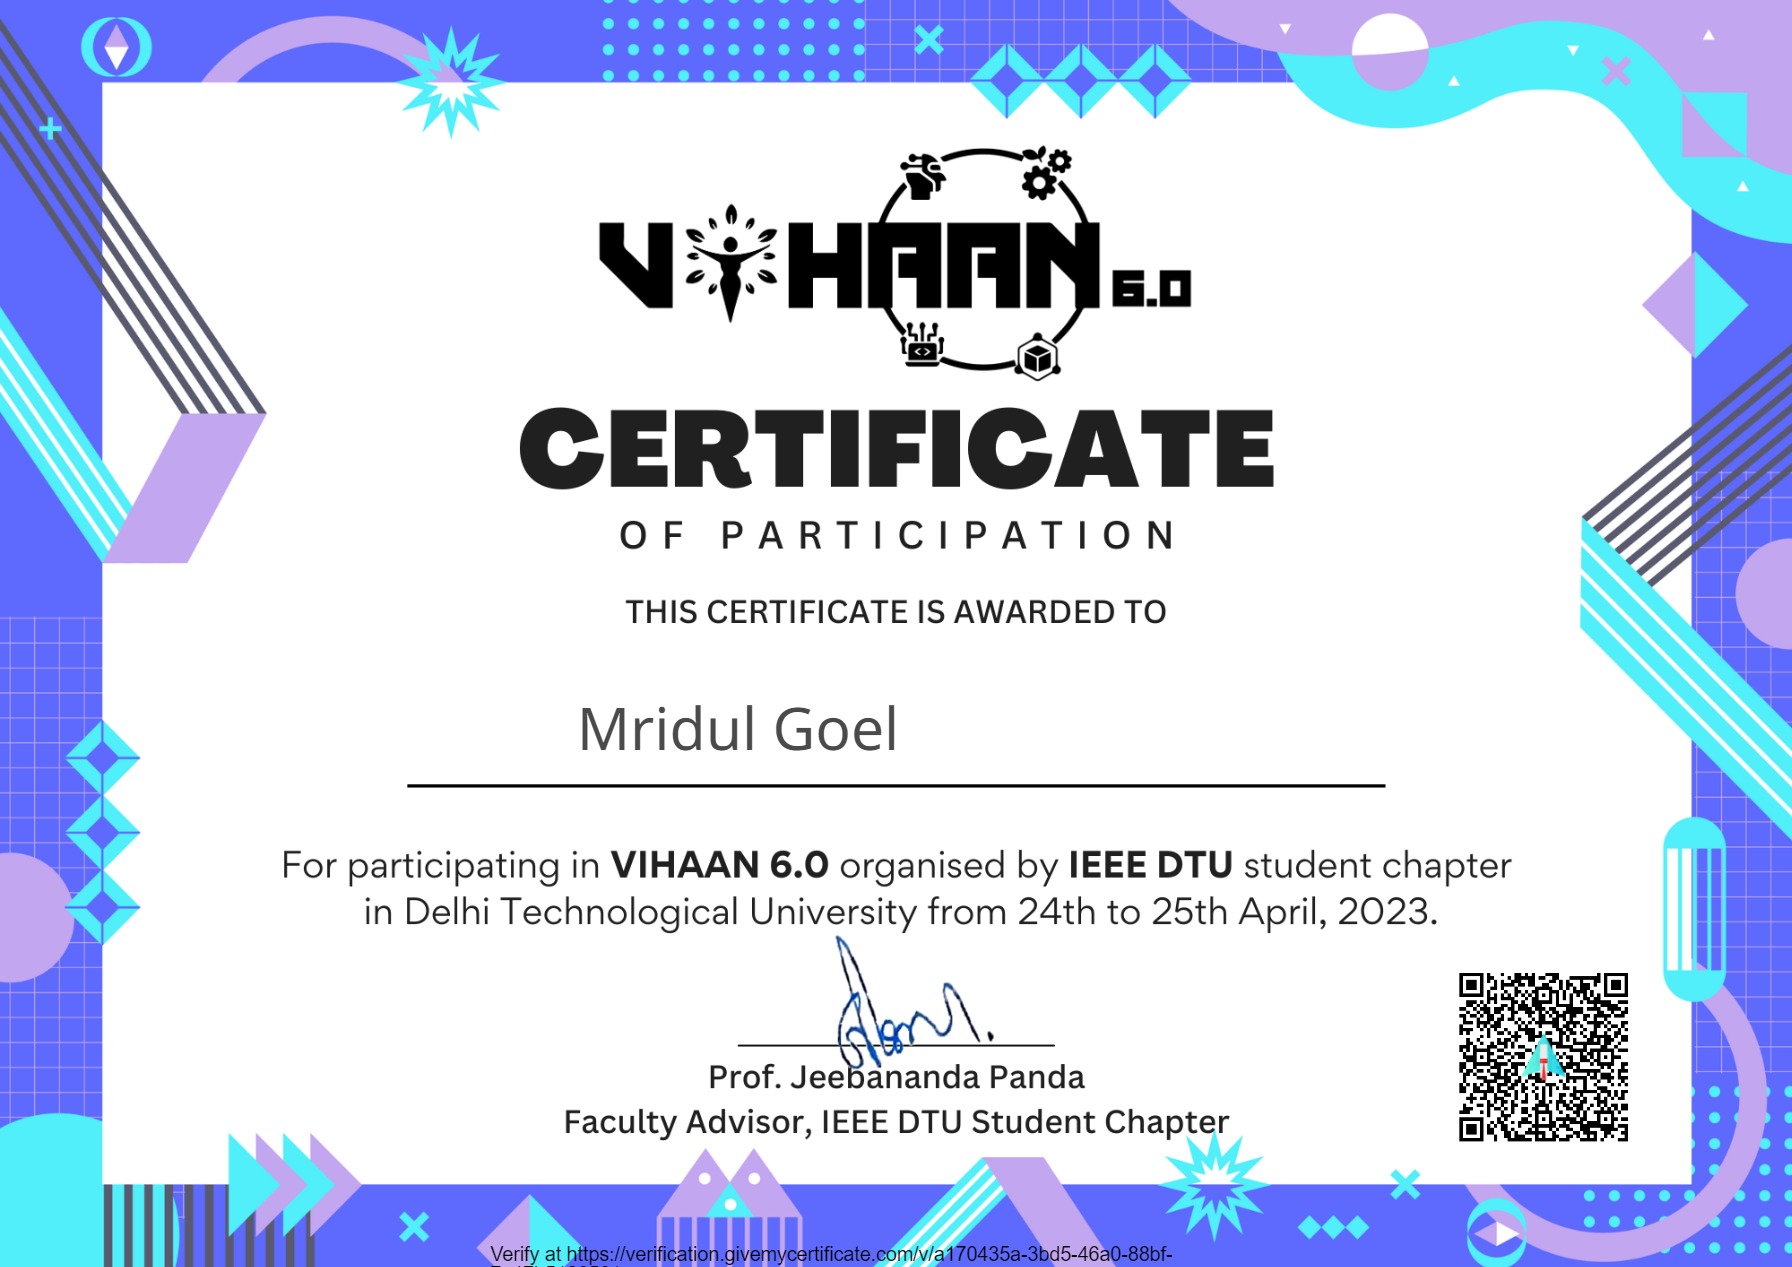 VIHAAN 6.0
CERTIFICATE
OF PARTICIPATION
THIS CERTIFICATE IS AWARDED TO
Mridul Goel
For participating in VIHAAN 6.0 organised by IEEE DTU student chapter
in Delhi Technological University from 24th to 25th April, 2023.
Prof. Jeebananda Panda
Faculty Advisor, IEEE DTU Student Chapter
Verify at https://verification.givemycertificate.com/v/a170435a-3bd5-46a0-88bf-